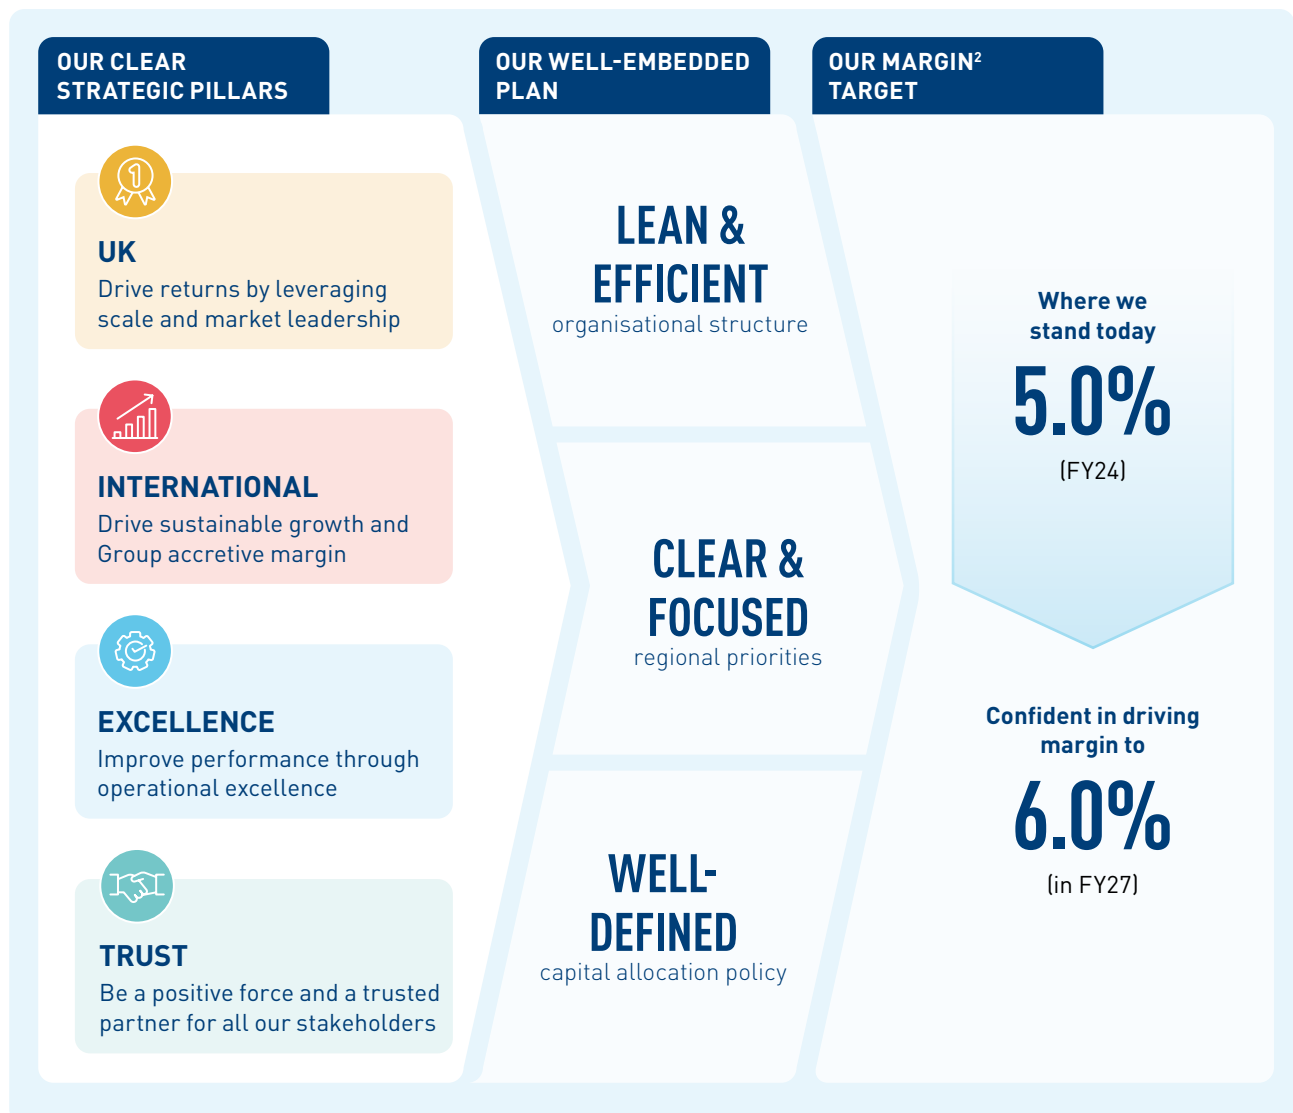 OUR CLEAR
STRATEGIC PILLARS
1
UK
Drive returns by leveraging
scale and market leadership
INTERNATIONAL
Drive sustainable growth and
Group accretive margin
EXCELLENCE
Improve performance through
operational excellence
TRUST
Be a positive force and a trusted
partner for all our stakeholders
OUR WELL-EMBEDDED
PLAN
LEAN &
EFFICIENT
organisational structure
CLEAR &
FOCUSED
regional priorities
WELL-
DEFINED
capital allocation policy
OUR MARGIN²
TARGET
Where we
stand today
5.0%
(FY24)
Confident in driving
margin to
6.0%
(in FY27)